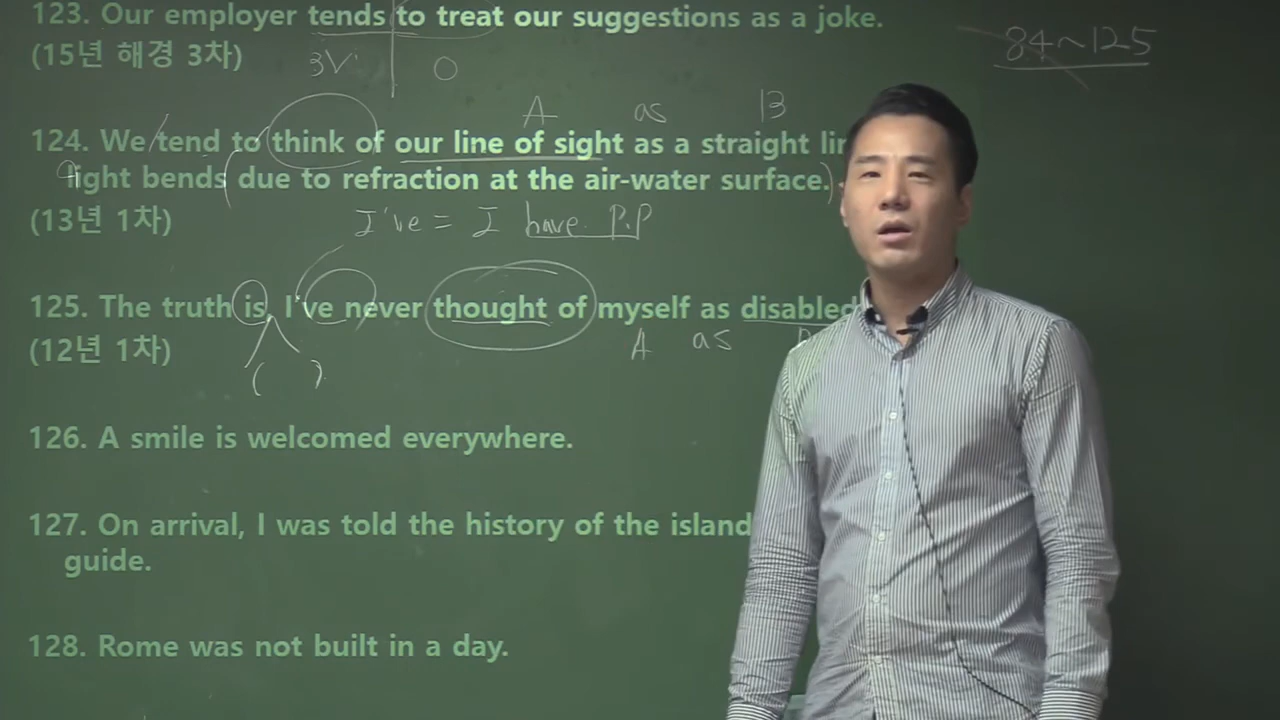 123. Our employer tends to treat our suggestions as a joke.
84~125
(15년 해경 3차)
3V O
A as B
124. We tend to think of our line of sight as a straight
light bends due to refraction at the air-water surface.)
(13년 1차)
I've = I have P.P
125. The truth is, I've never thought of myself as disabled
(12년 1차)
A as
( )
126. A smile is welcomed everywhere.
127. On arrival, I was told the history of the island
guide.
128. Rome was not built in a day.